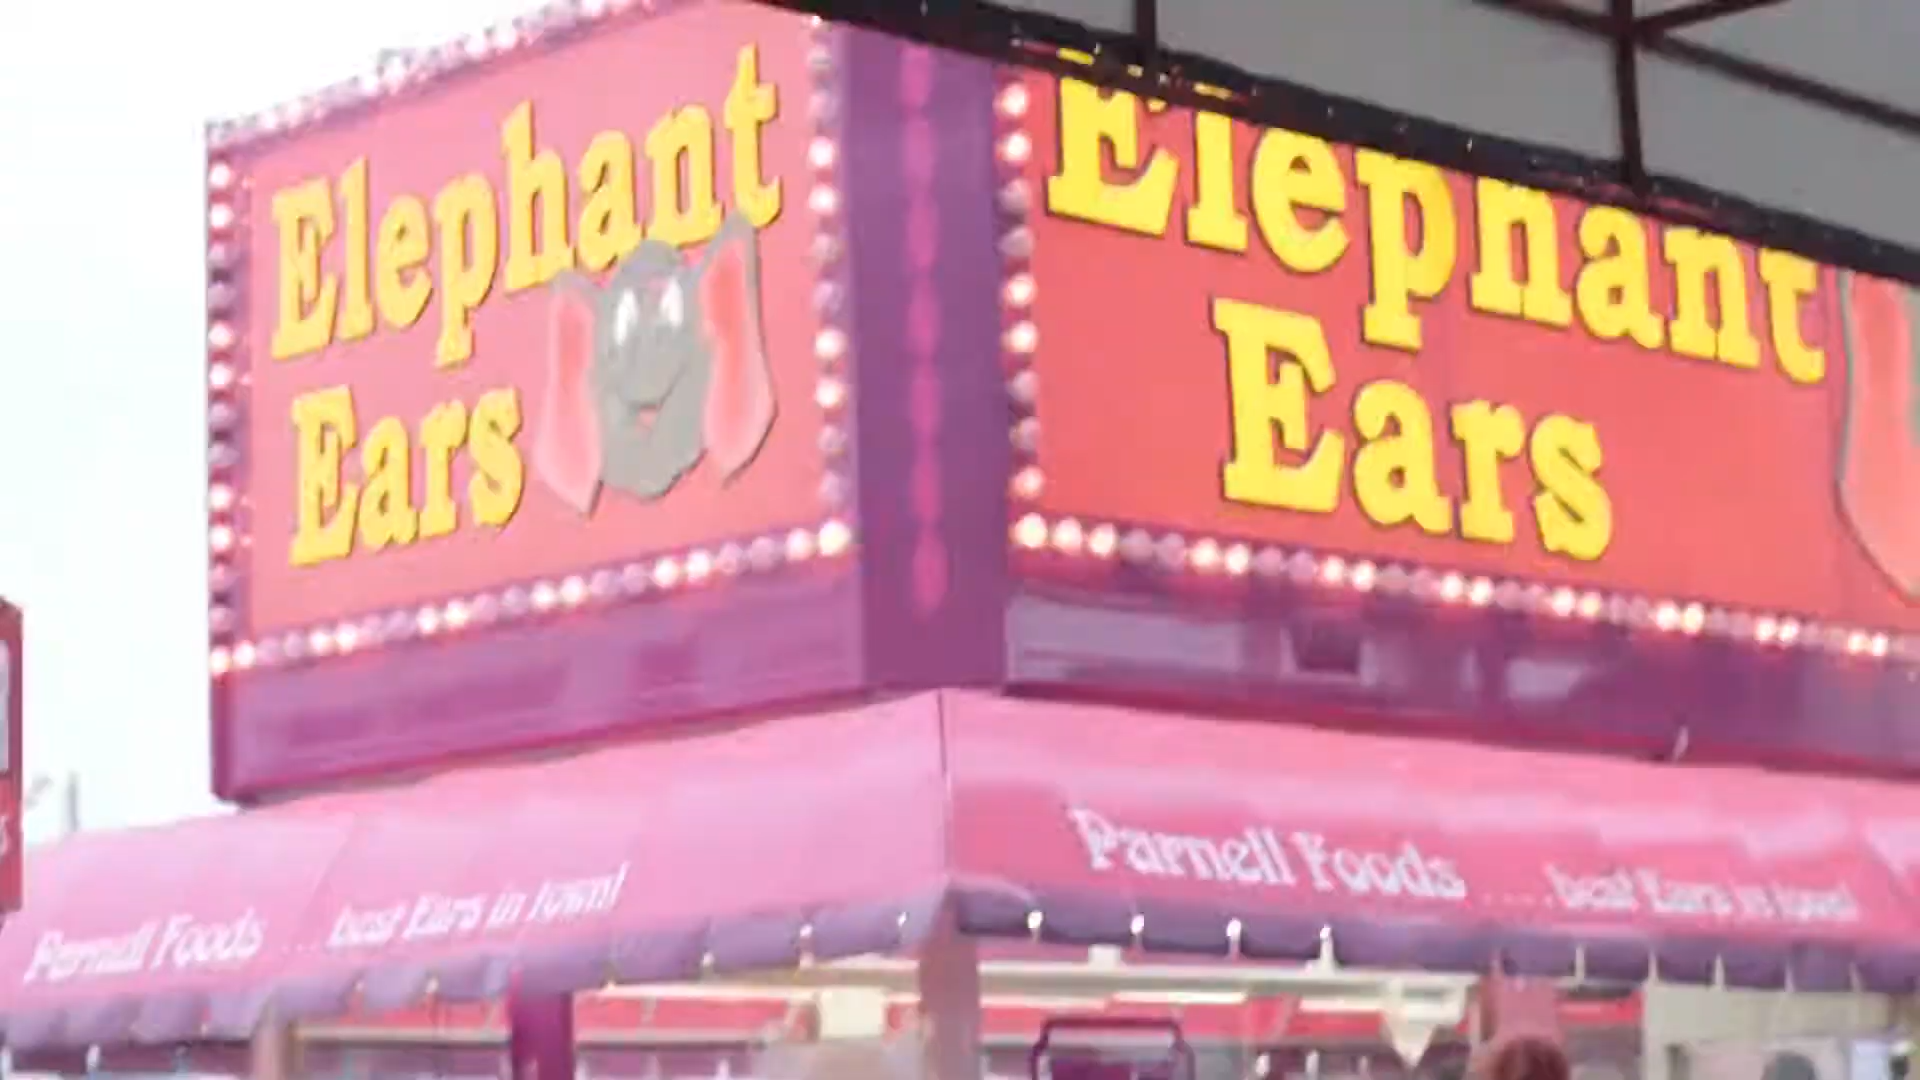 Elephant
Ears
Elephant
Ears
Parnell Foods ... best Ears in town!
Parnell Foods ..... best Ears in town!